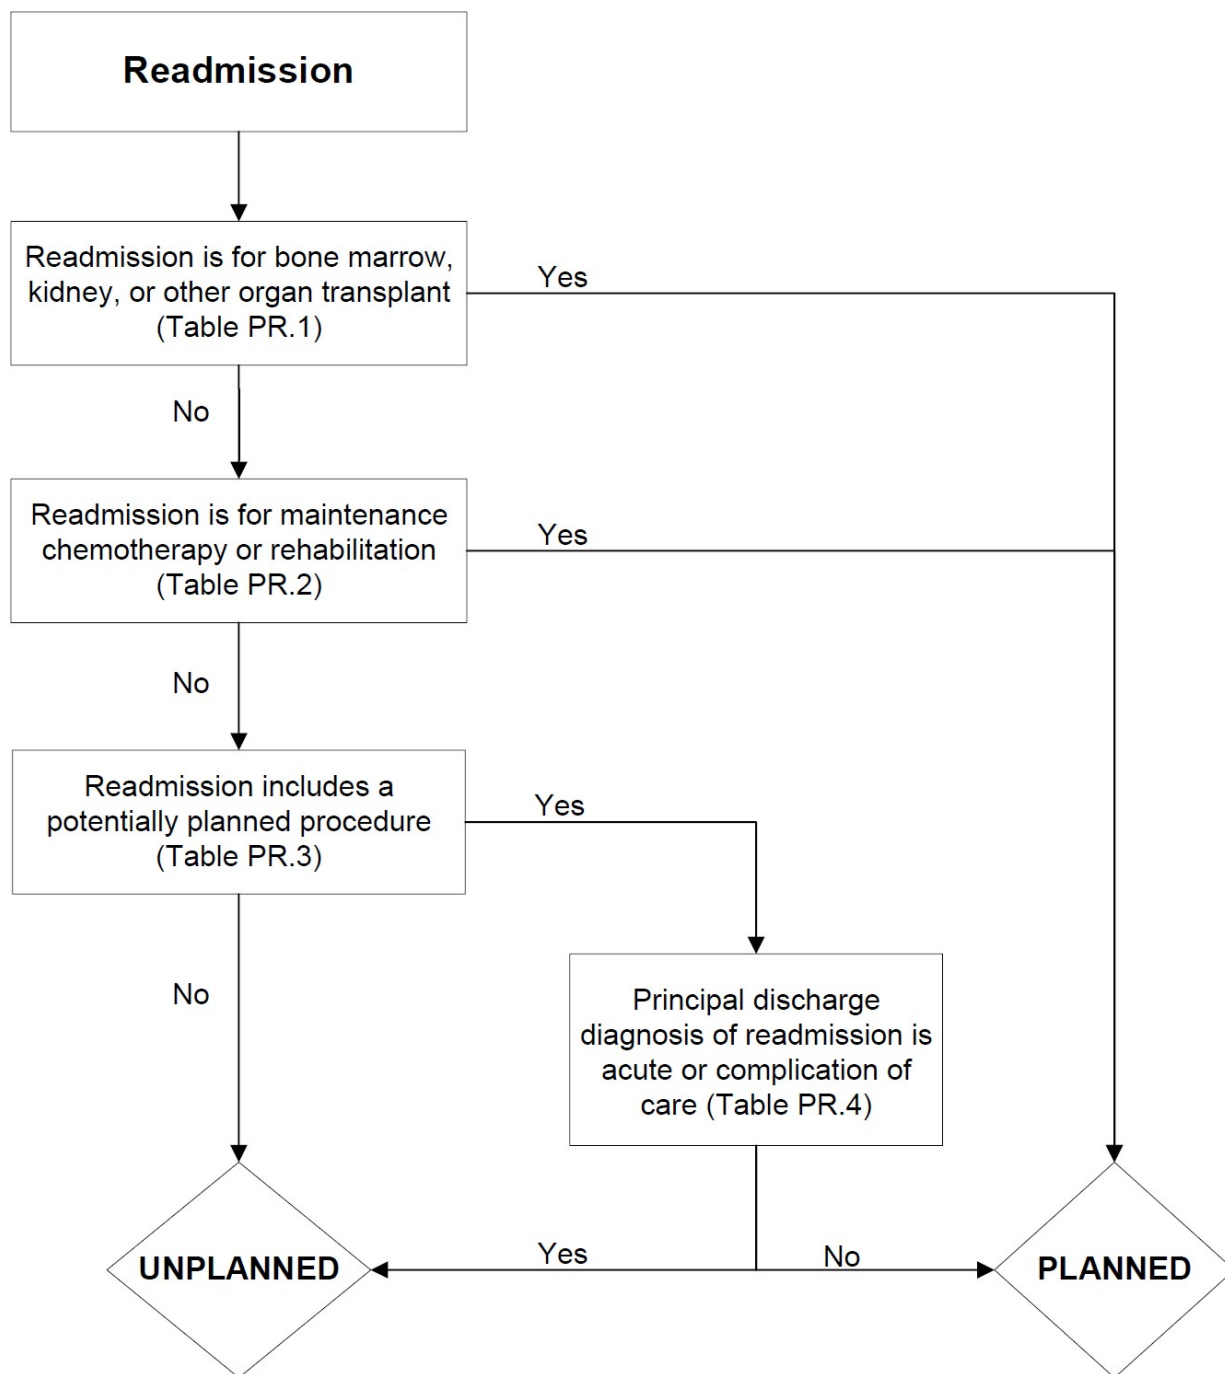 Readmission
Readmission is for bone marrow,
kidney, or other organ transplant
(Table PR.1)
Yes
No
Readmission is for maintenance
chemotherapy or rehabilitation
(Table PR.2)
Yes
No
Readmission includes a
potentially planned procedure
(Table PR.3)
Yes
No
Principal discharge
diagnosis of readmission is
acute or complication of
care (Table PR.4)
UNPLANNED
Yes
No
PLANNED